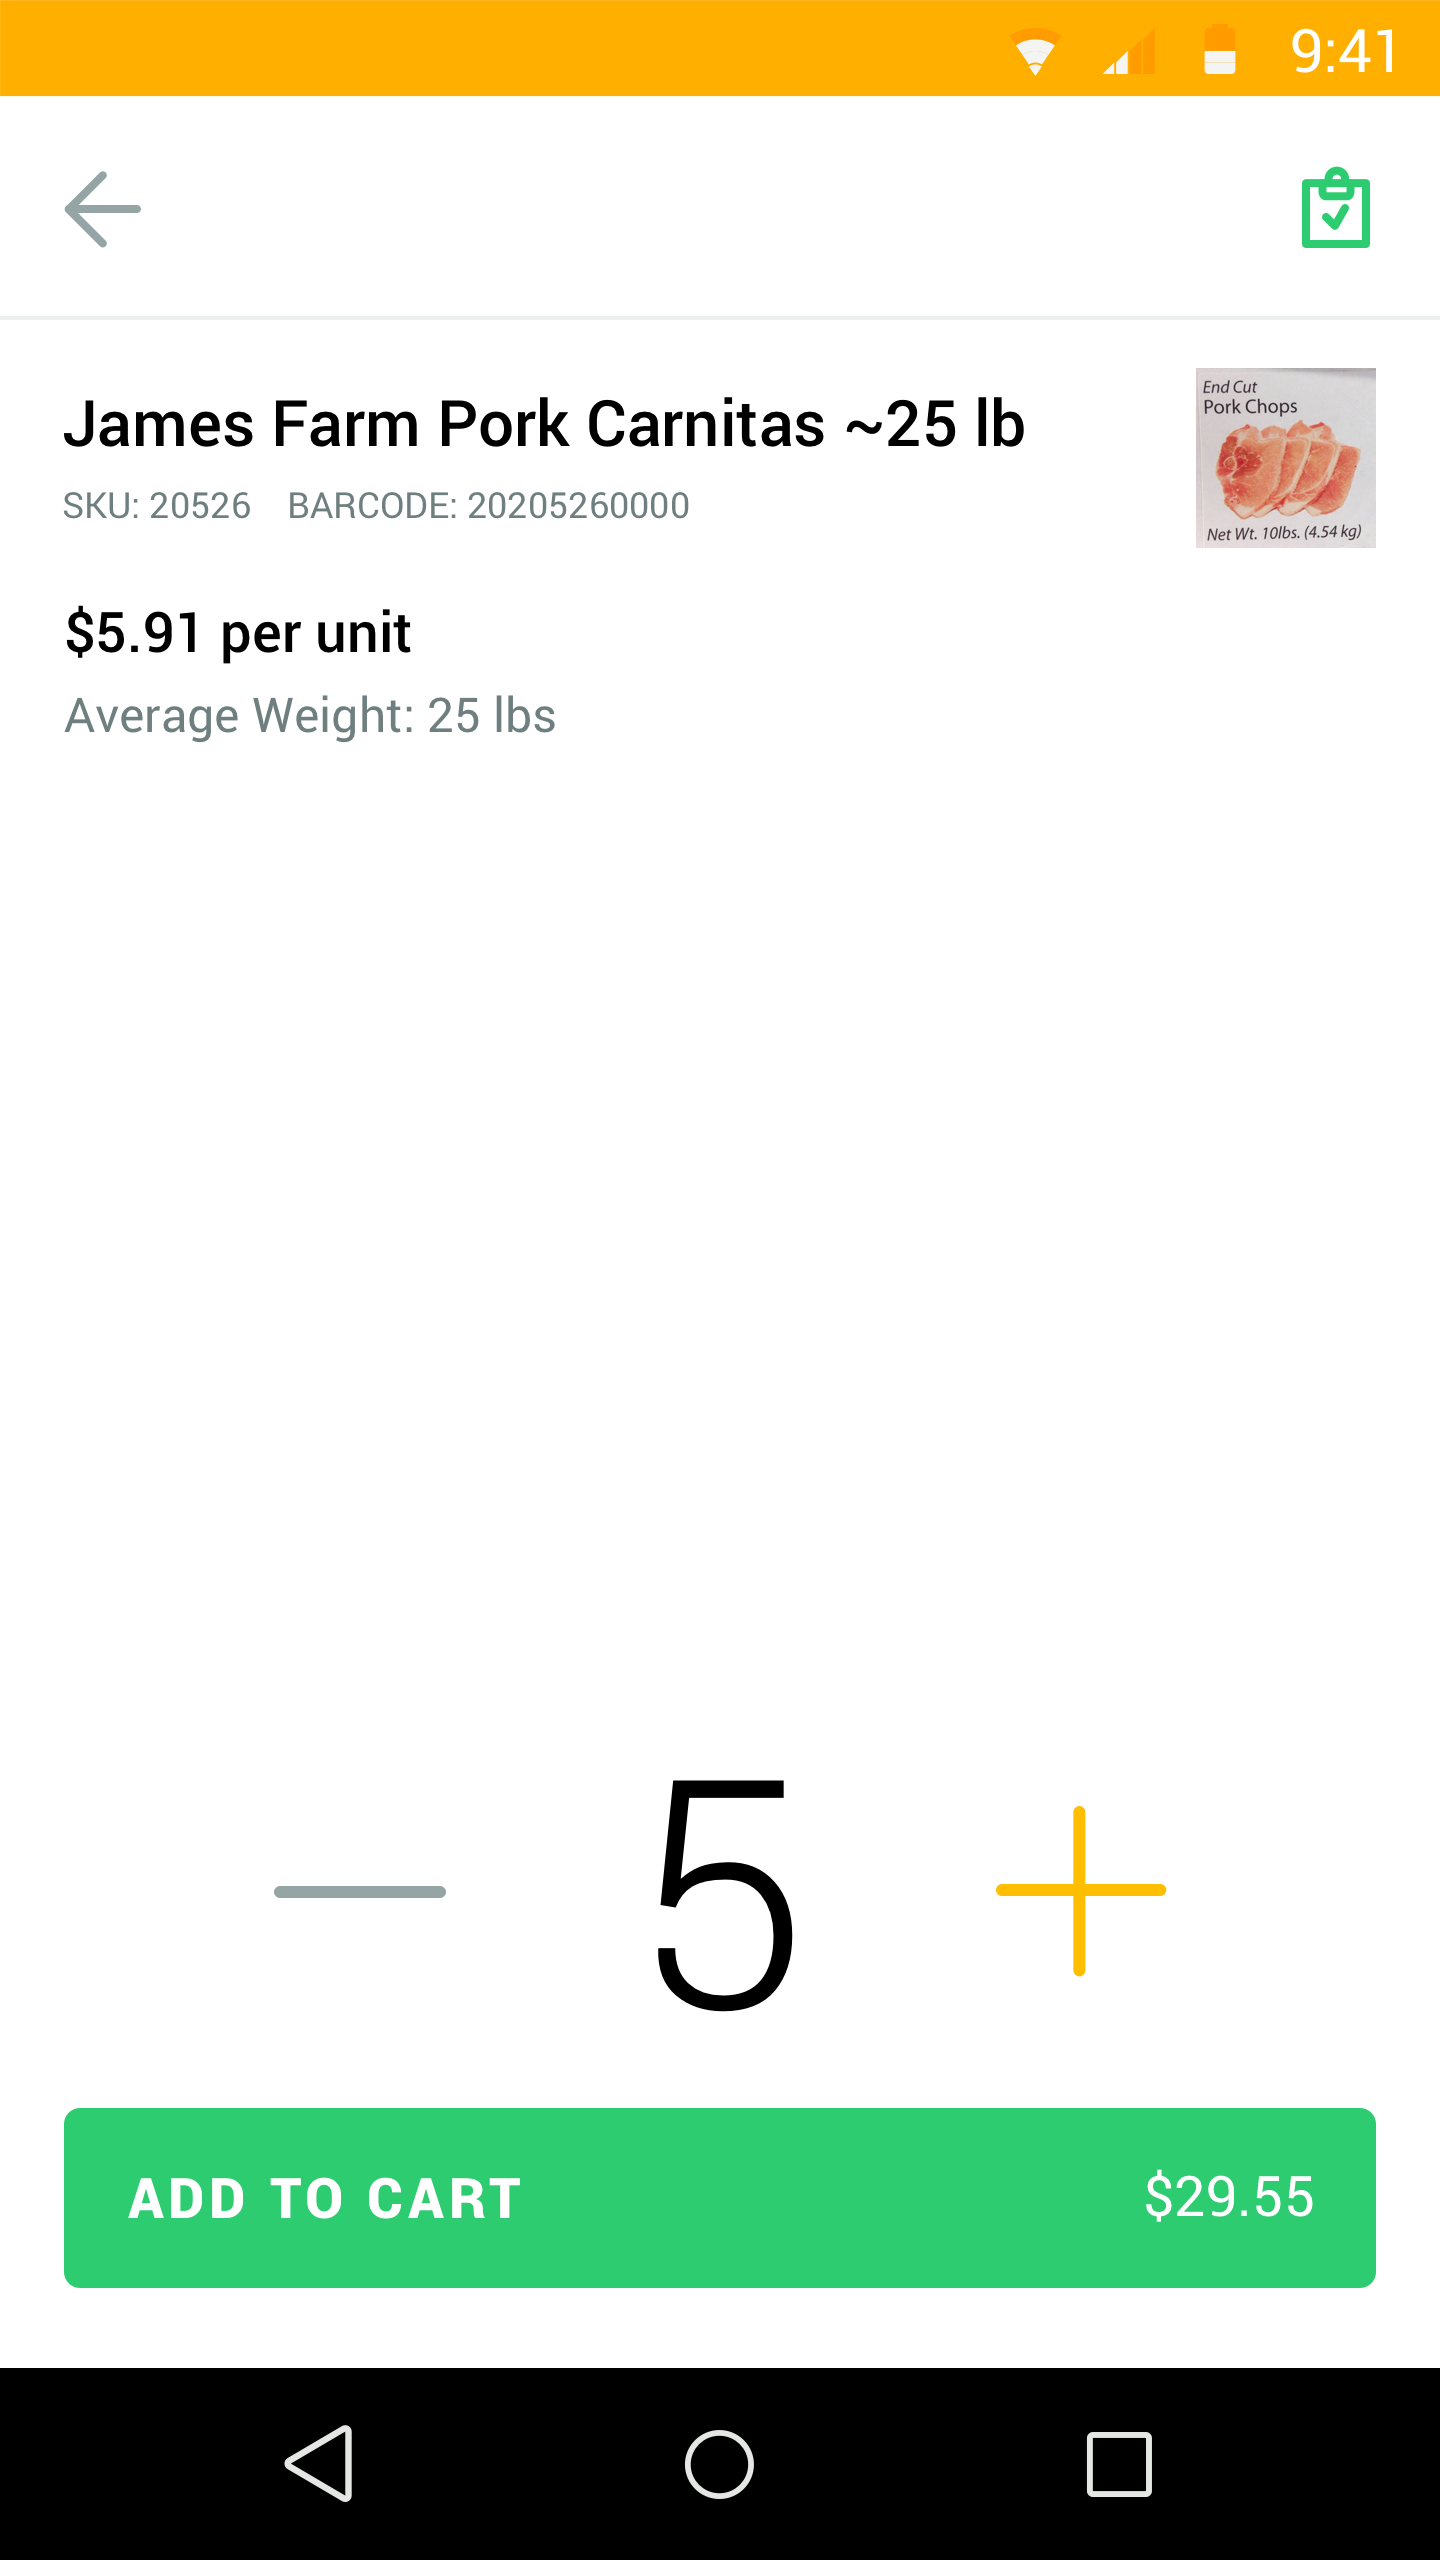 9:41
James Farm Pork Carnitas ~25 lb
SKU: 20526 BARCODE: 20205260000
End Cut
Pork Chops
Net Wt. 10lbs. (4.54 kg)
$5.91 per unit
Average Weight: 25 lbs
5
ADD TO CART $29.55